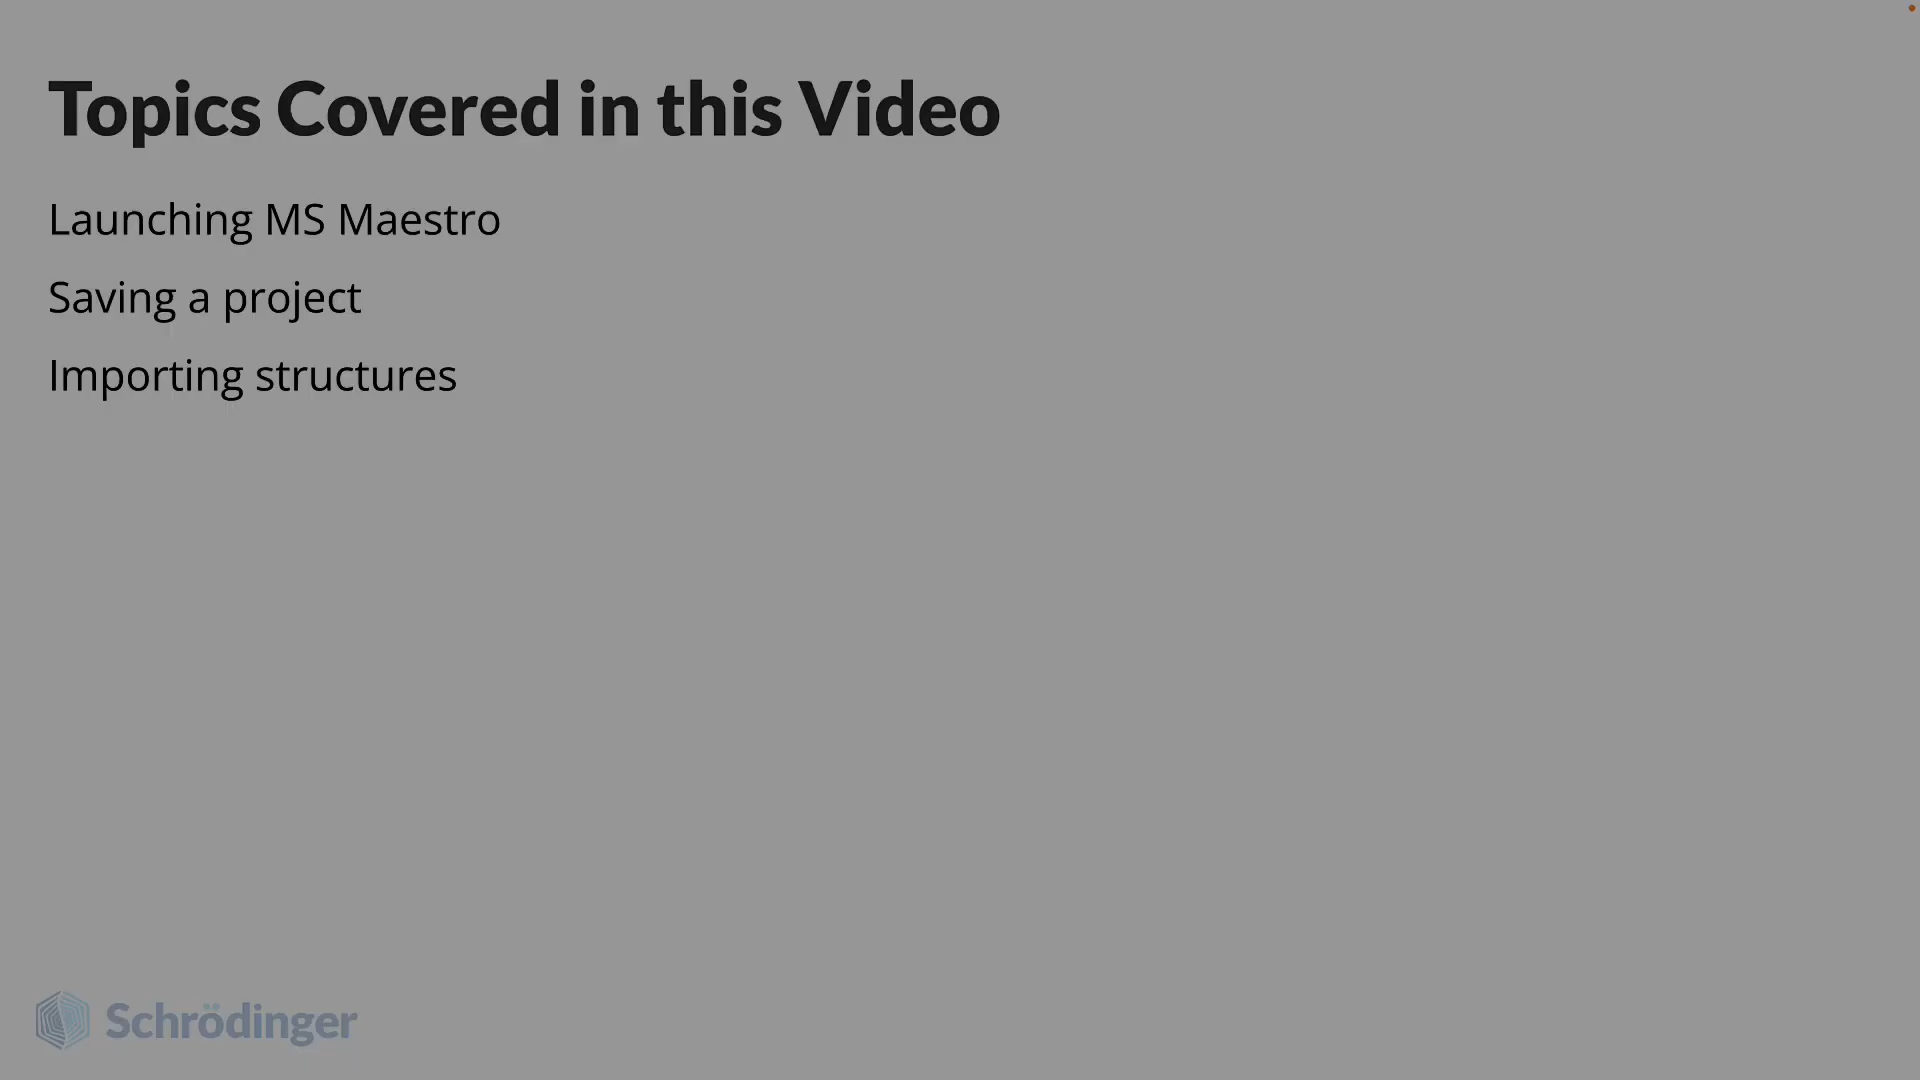 Topics Covered in this Video
Launching MS Maestro
Saving a project
Importing structures
Schrödinger